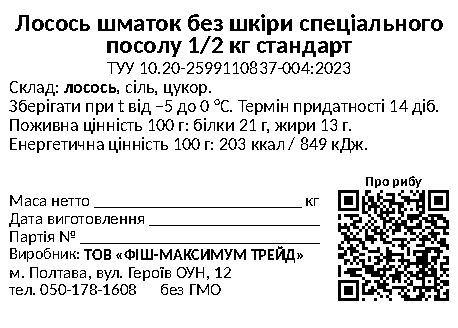 Лосось шматок без шкіри спеціального
посолу 1/2 кг стандарт
ТУУ 10.20-2599110837-004:2023
Склад: лосось, сіль, цукор.
Зберігати при t від −5 до 0 °С. Термін придатності 14 діб.
Поживна цінність 100 г: білки 21 г, жири 13 г.
Енергетична цінність 100 г: 203 ккал / 849 кДж.
Про рибу
Маса нетто ________________________ кг
Дата виготовлення ____________________
Партія № ____________________________
Виробник: ТОВ «ФІШ-МАКСИМУМ ТРЕЙД»
м. Полтава, вул. Героїв ОУН, 12
тел. 050-178-1608 без ГМО